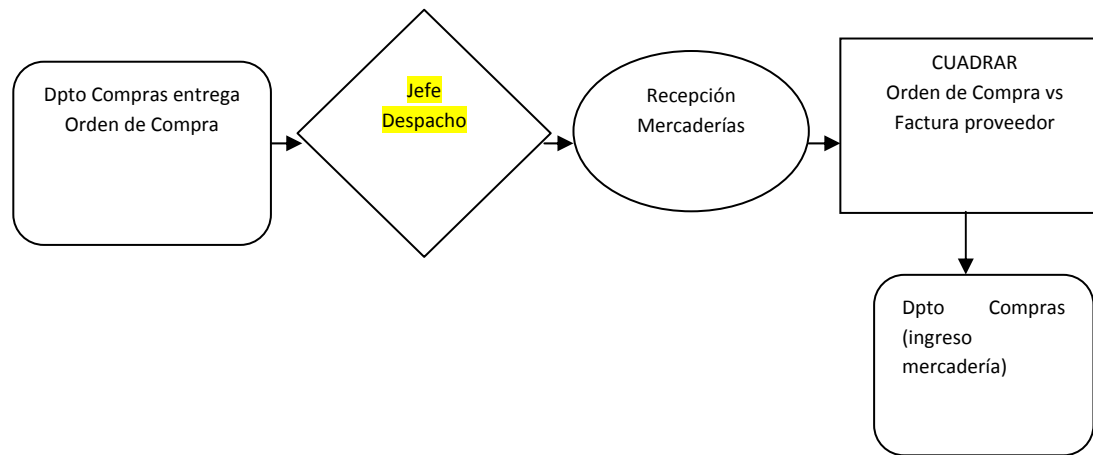 Dpto Compras entrega
Orden de Compra
Jefe
Despacho
Recepción
Mercaderías
CUADRAR
Orden de Compra vs
Factura proveedor
Dpto Compras
(ingreso
mercadería)